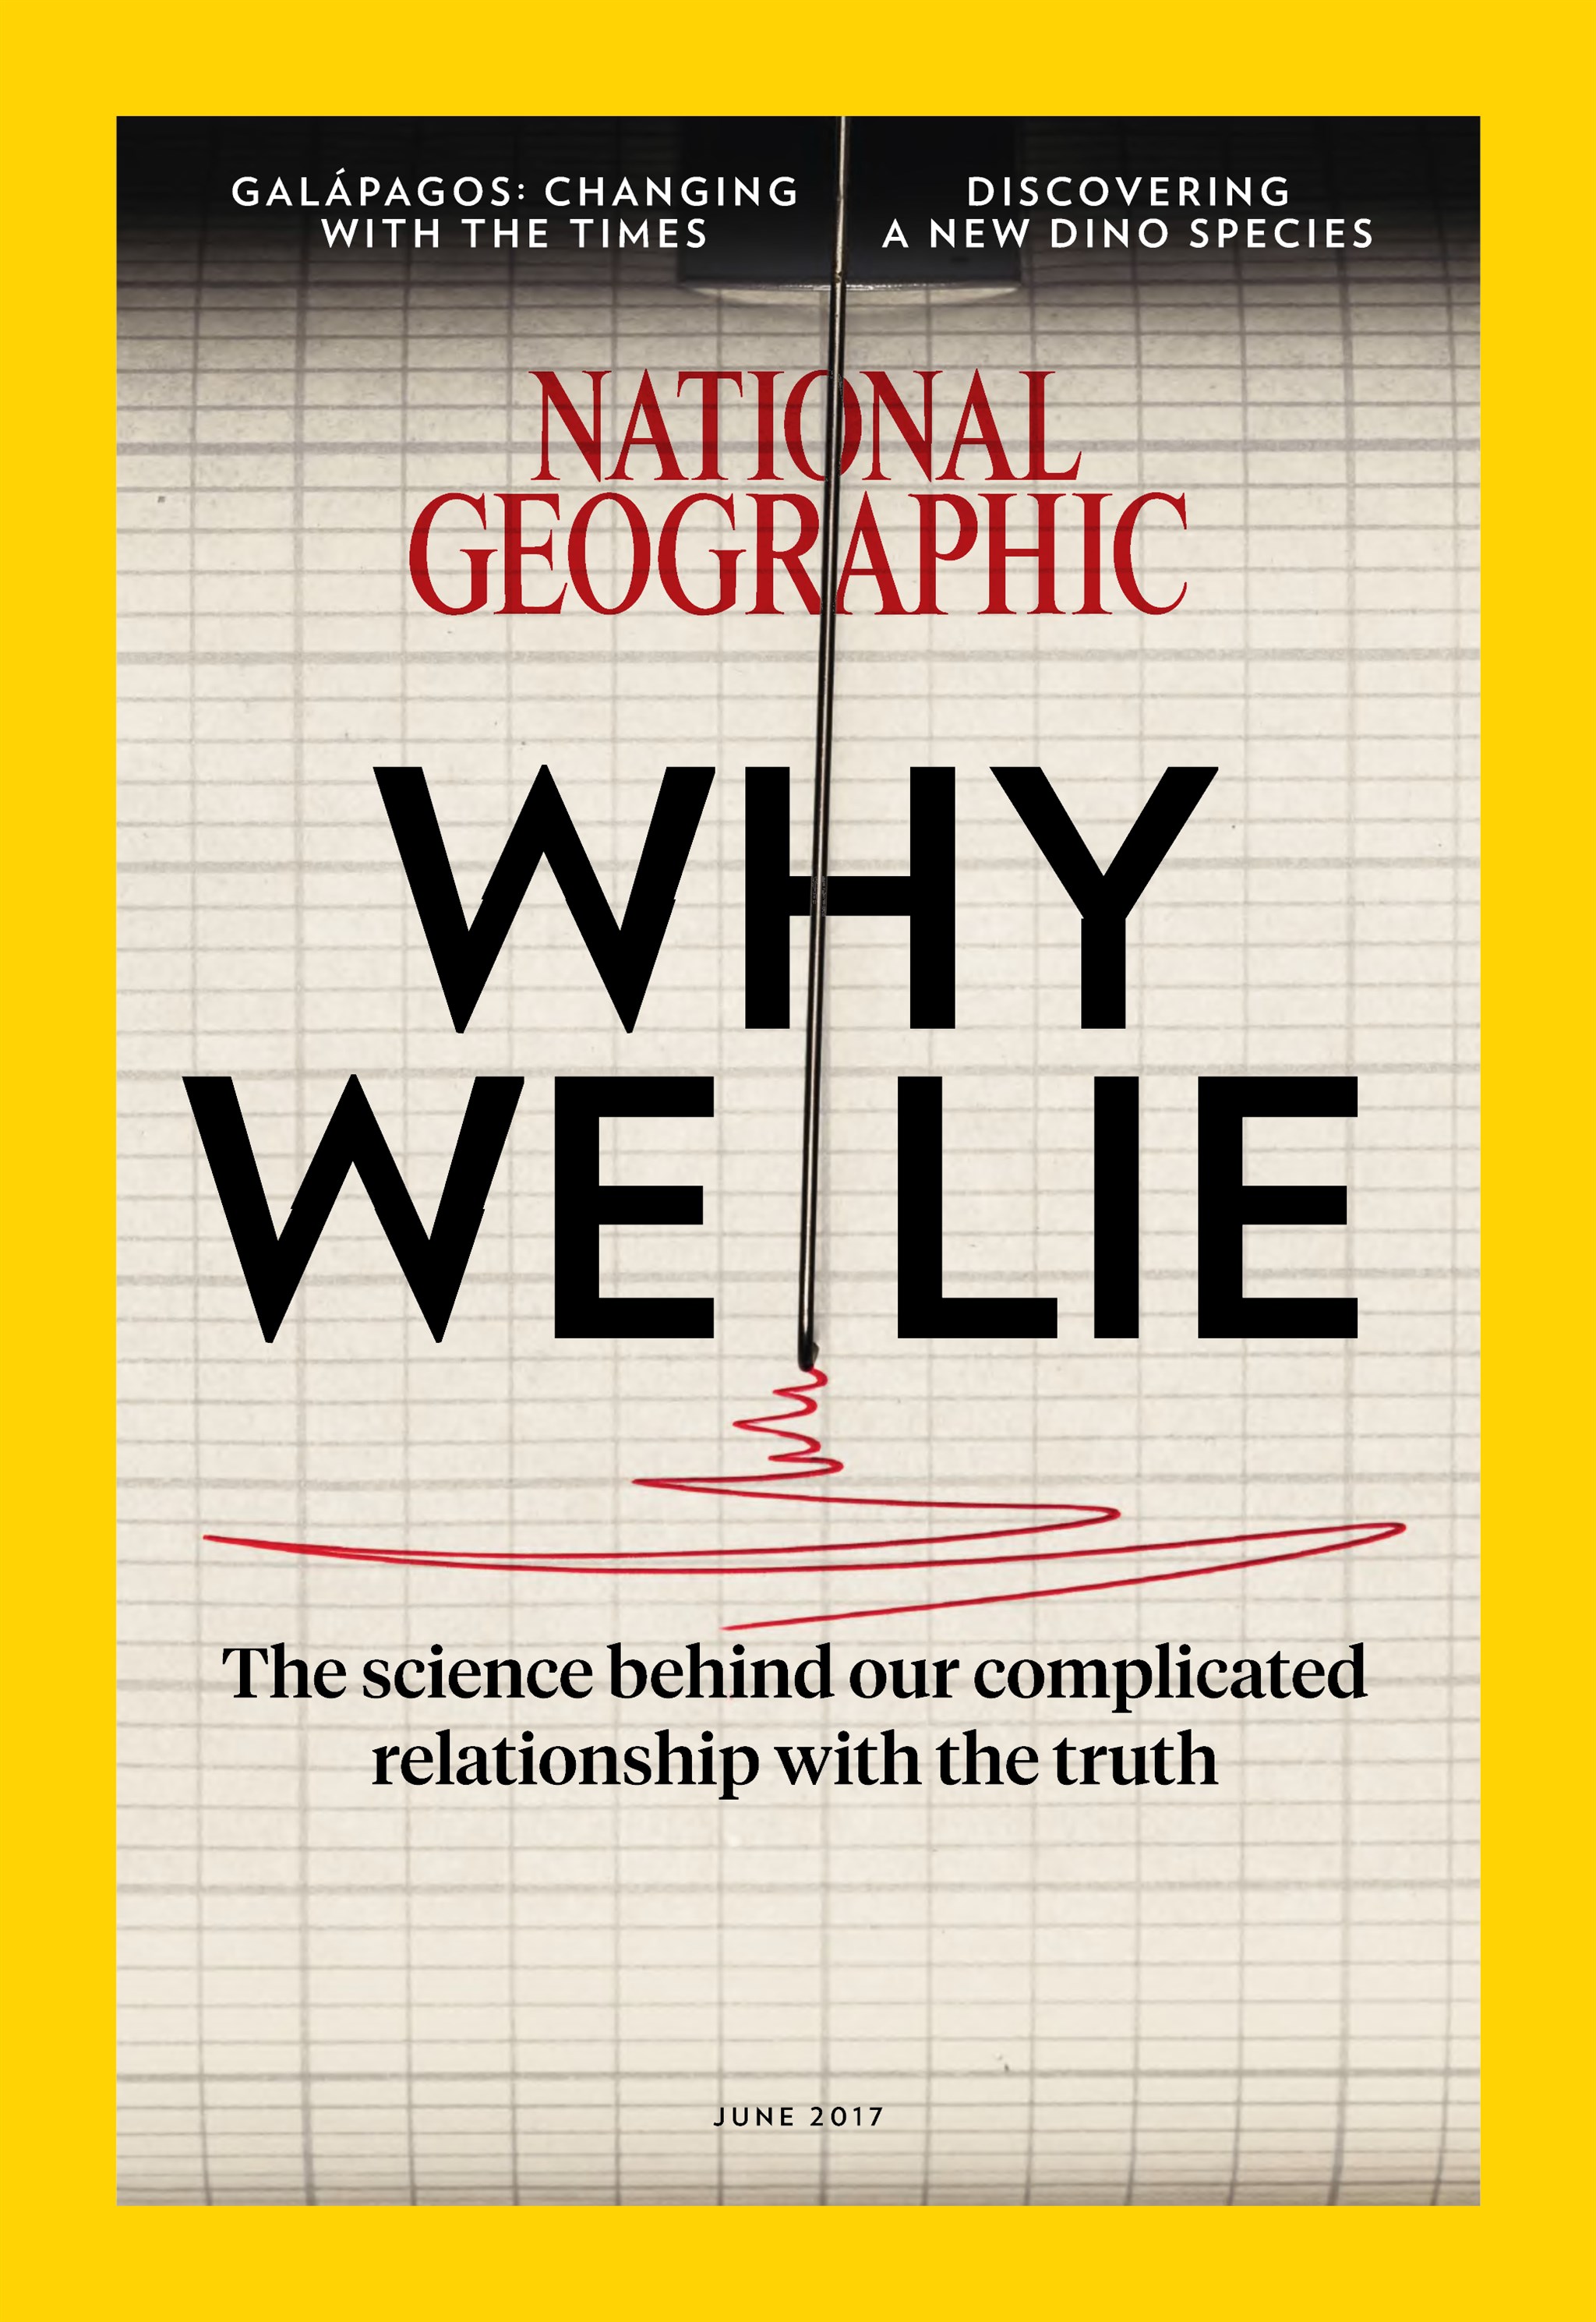 GALÁPAGOS: CHANGING
WITH THE TIMES
DISCOVERING
A NEW DINO SPECIES
NATIONAL
GEOGRAPHIC
WHY
WE LIE
The science behind our complicated
relationship with the truth
JUNE 2017